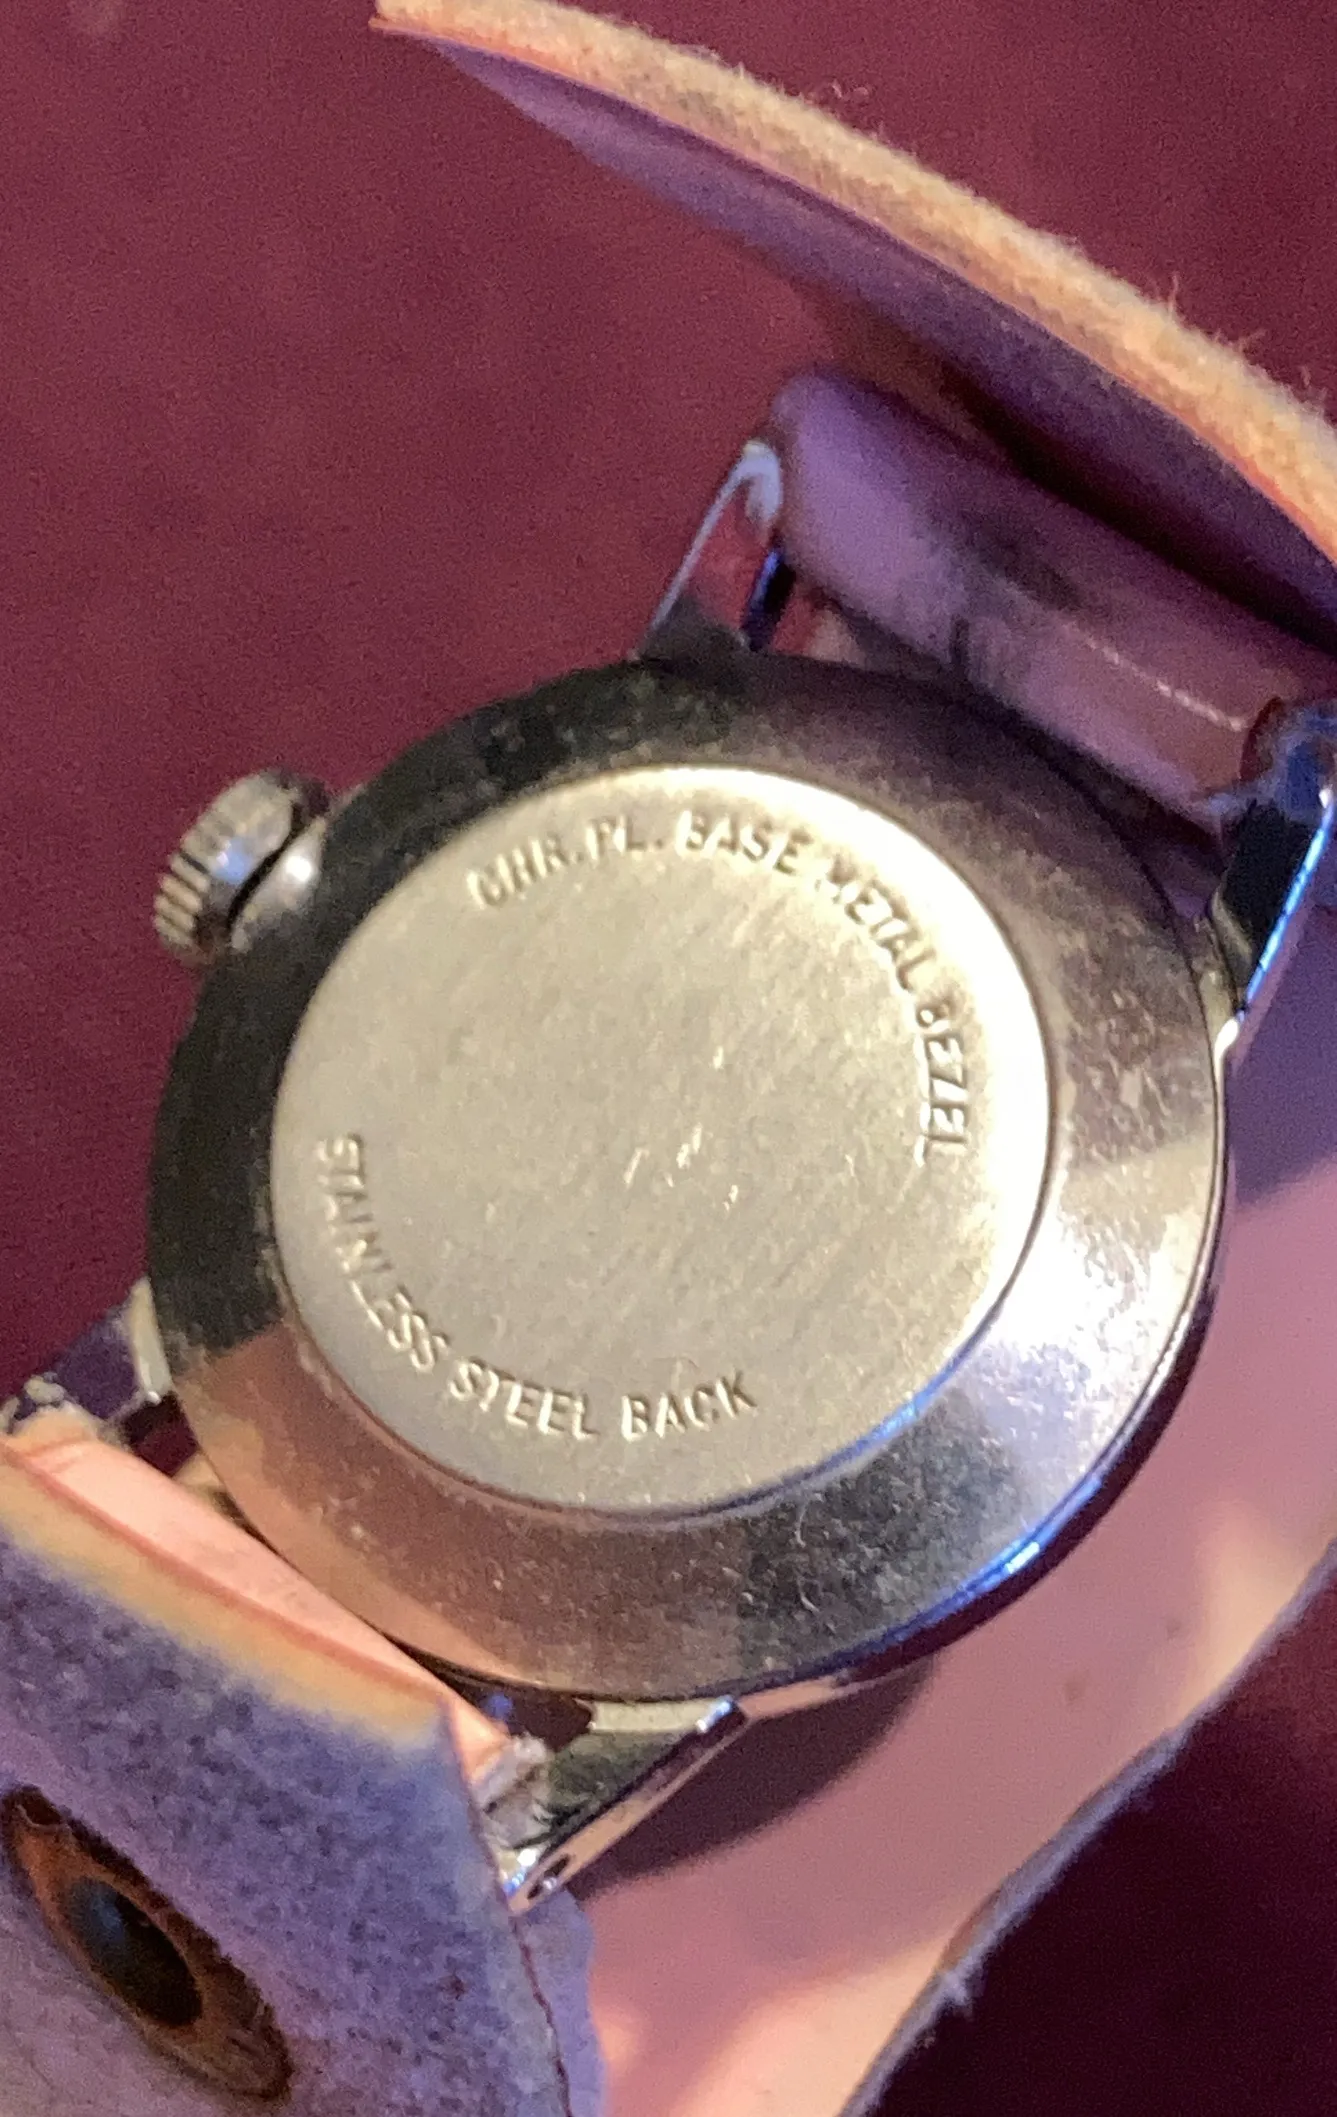 CHR. PL. BASE METAL BEZEL
STAINLESS STEEL BACK